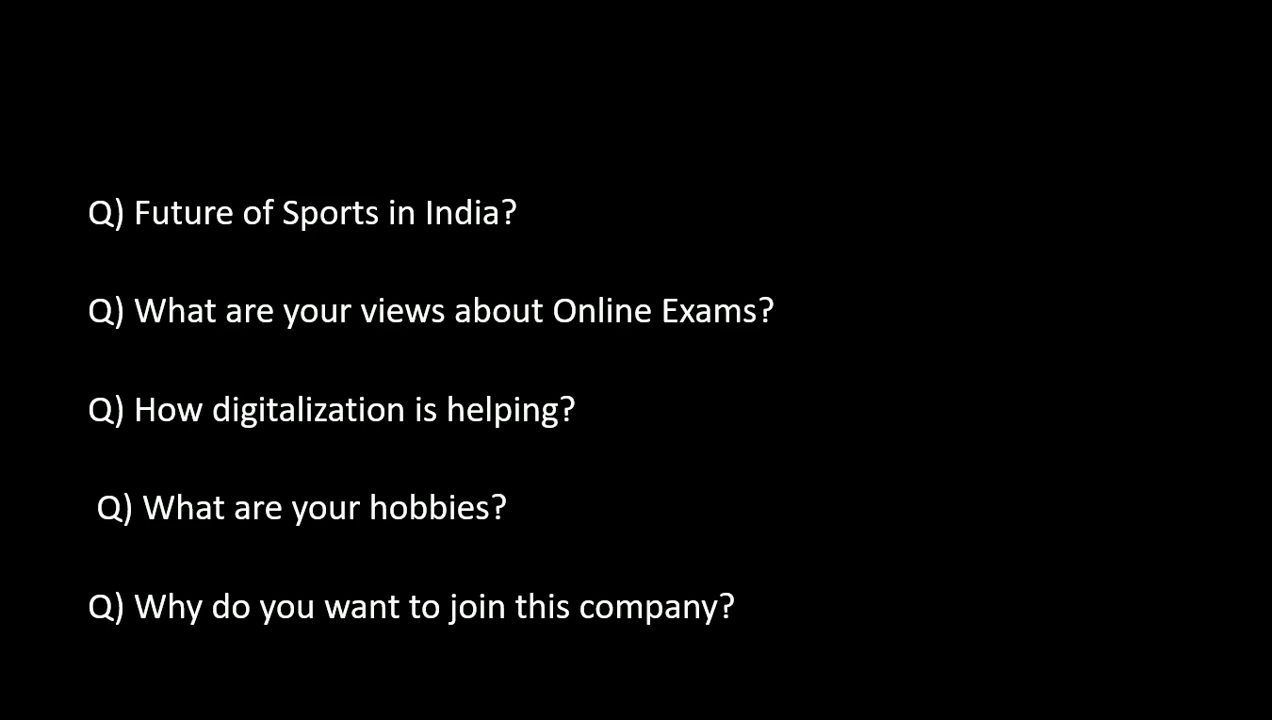 Q) Future of Sports in India?
Q) What are your views about Online Exams?
Q) How digitalization is helping?
Q) What are your hobbies?
Q) Why do you want to join this company?